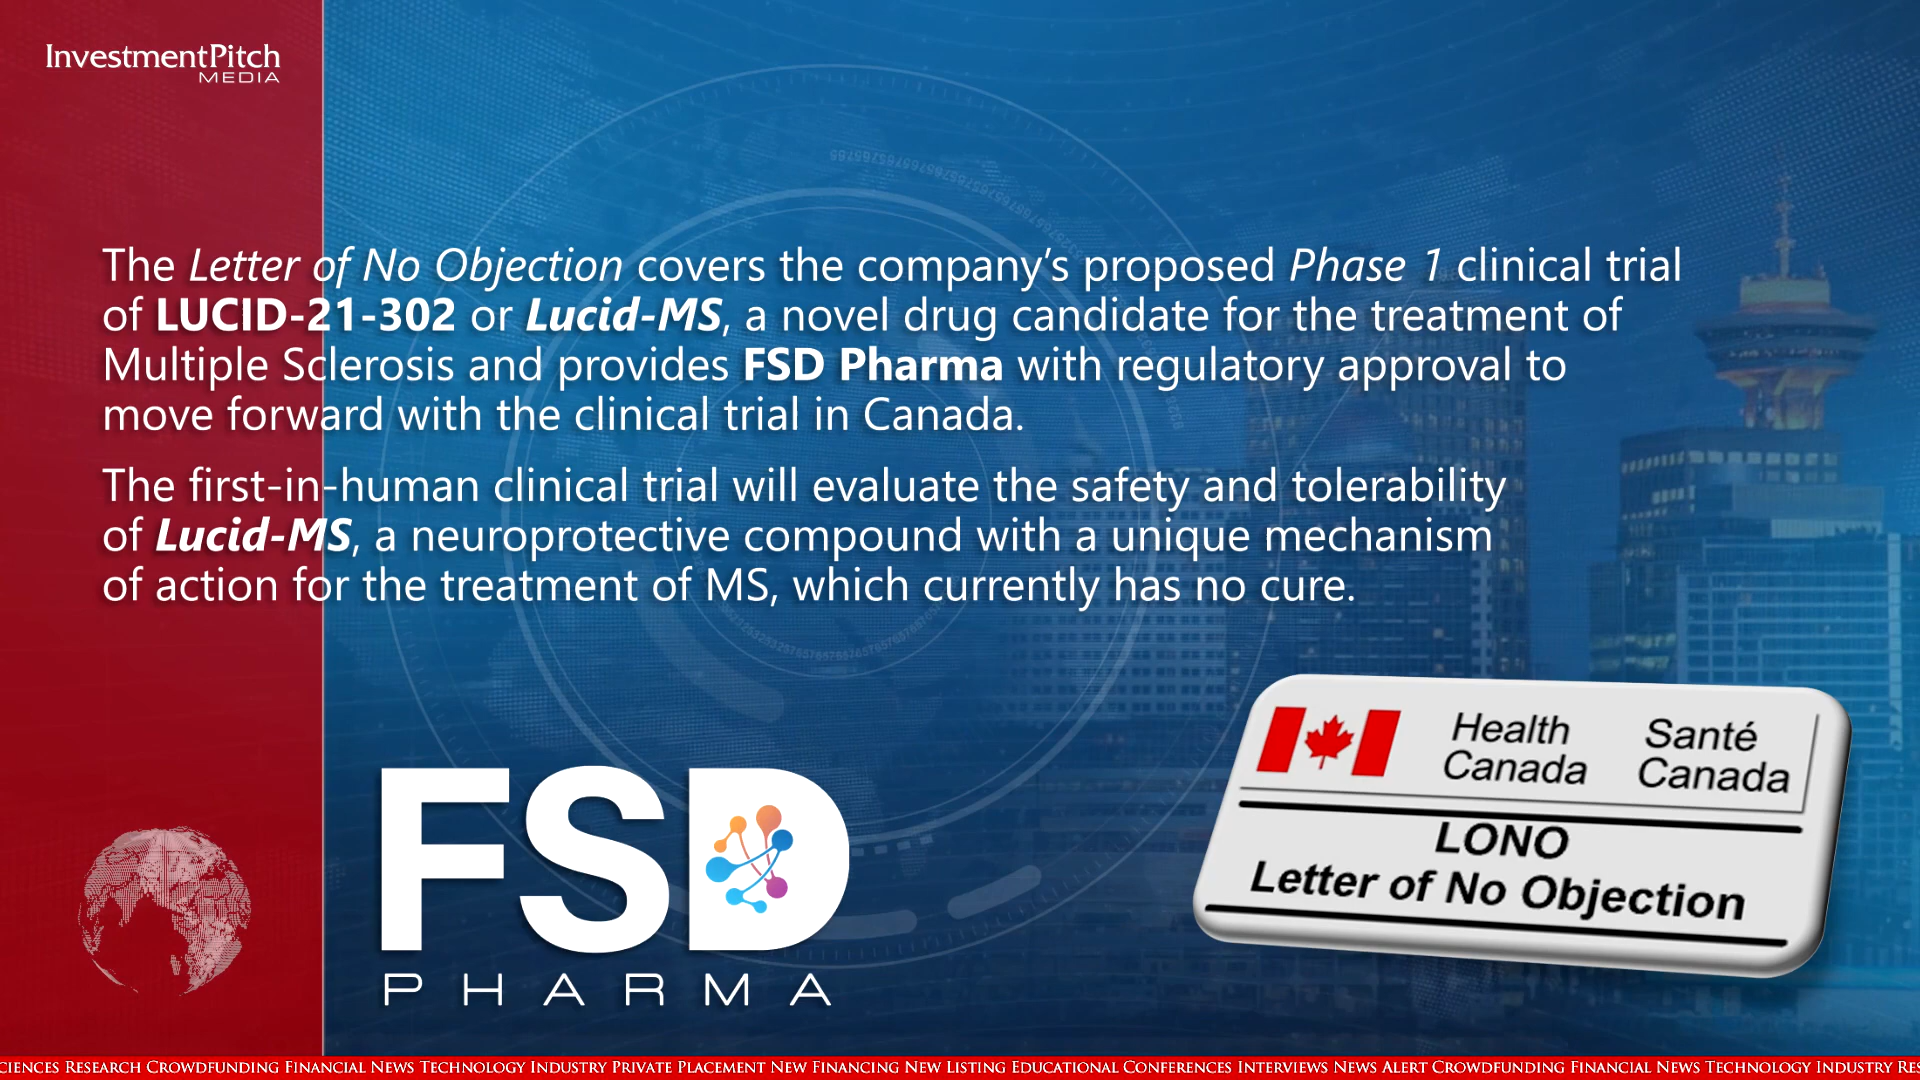 InvestmentPitch
MEDIA
The Letter of No Objection covers the company's proposed Phase 1 clinical trial
of LUCID-21-302 or Lucid-MS, a novel drug candidate for the treatment of
Multiple Sclerosis and provides FSD Pharma with regulatory approval to
move forward with the clinical trial in Canada.
The first-in-human clinical trial will evaluate the safety and tolerability
of Lucid-MS, a neuroprotective compound with a unique mechanism
of action for the treatment of MS, which currently has no cure.
FSD
PHARMA
Health Canada
Santé Canada
LONO
Letter of No Objection
CIENCES RESEARCH CROWDFUNDING FINANCIAL NEWS TECHNOLOGY INDUSTRY PRIVATE PLACEMENT NEW FINANCING NEW LISTING EDUCATIONAL CONFERENCES INTERVIEWS NEWS ALERT CROWDFUNDING FINANCIAL NEWS TECHNOLOGY INDUSTRY RES